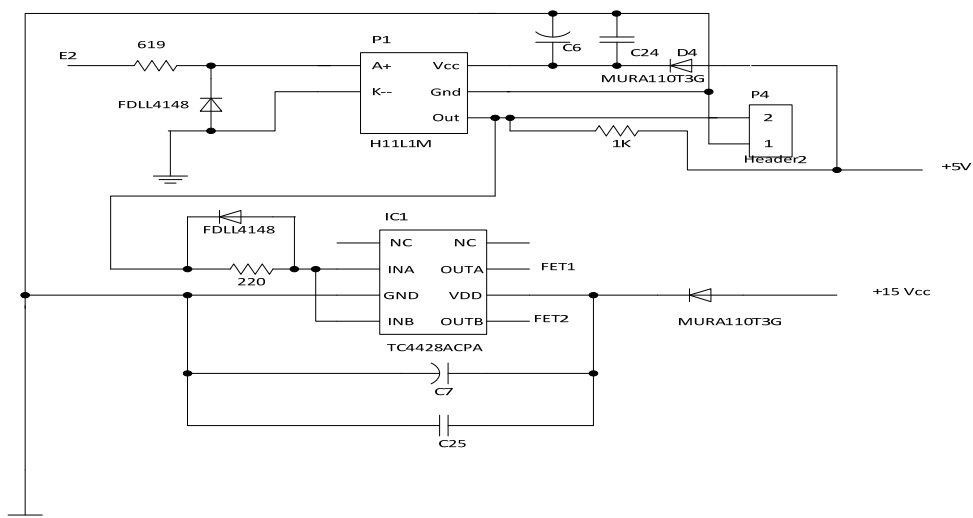 P1
619
E2
A+
Vcc
C6
C24
D4
MURA110T3G
K--
Gnd
P4
FDLL4148
Out
2
H11L1M
1K
1
Header2
+5V
IC1
FDLL4148
NC
NC
INA
OUTA
FET1
220
GND
VDD
+15 Vcc
INB
OUTB
FET2
MURA110T3G
TC4428ACPA
C7
C25